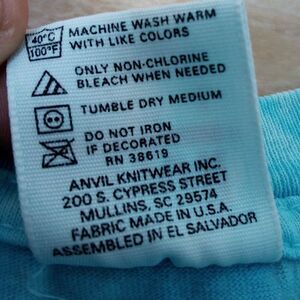 40°C
100°F
MACHINE WASH WARM
WITH LIKE COLORS
ONLY NON-CHLORINE
BLEACH WHEN NEEDED
TUMBLE DRY MEDIUM
DO NOT IRON
IF DECORATED
RN 38619
ANVIL KNITWEAR INC.
200 S. CYPRESS STREET
MULLINS, SC 29574
FABRIC MADE IN U.S.A.
ASSEMBLED IN EL SALVADOR